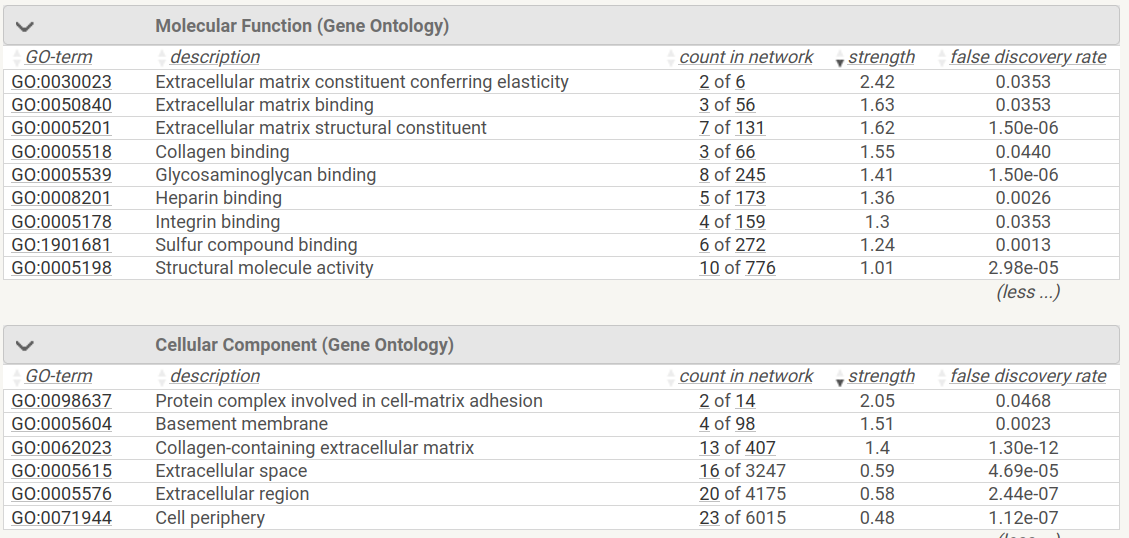 Molecular Function (Gene Ontology)
GO-term description count in network strength false discovery rate
GO:0030023 Extracellular matrix constituent conferring elasticity 2 of 6 2.42 0.0353
GO:0050840 Extracellular matrix binding 3 of 56 1.63 0.0353
GO:0005201 Extracellular matrix structural constituent 7 of 131 1.62 1.50e-06
GO:0005518 Collagen binding 3 of 66 1.55 0.0440
GO:0005539 Glycosaminoglycan binding 8 of 245 1.41 1.50e-06
GO:0008201 Heparin binding 5 of 173 1.36 0.0026
GO:0005178 Integrin binding 4 of 159 1.3 0.0353
GO:1901681 Sulfur compound binding 6 of 272 1.24 0.0013
GO:0005198 Structural molecule activity 10 of 776 1.01 2.98e-05
(less ...)
Cellular Component (Gene Ontology)
GO-term description count in network strength false discovery rate
GO:0098637 Protein complex involved in cell-matrix adhesion 2 of 14 2.05 0.0468
GO:0005604 Basement membrane 4 of 98 1.51 0.0023
GO:0062023 Collagen-containing extracellular matrix 13 of 407 1.4 1.30e-12
GO:0005615 Extracellular space 16 of 3247 0.59 4.69e-05
GO:0005576 Extracellular region 20 of 4175 0.58 2.44e-07
GO:0071944 Cell periphery 23 of 6015 0.48 1.12e-07